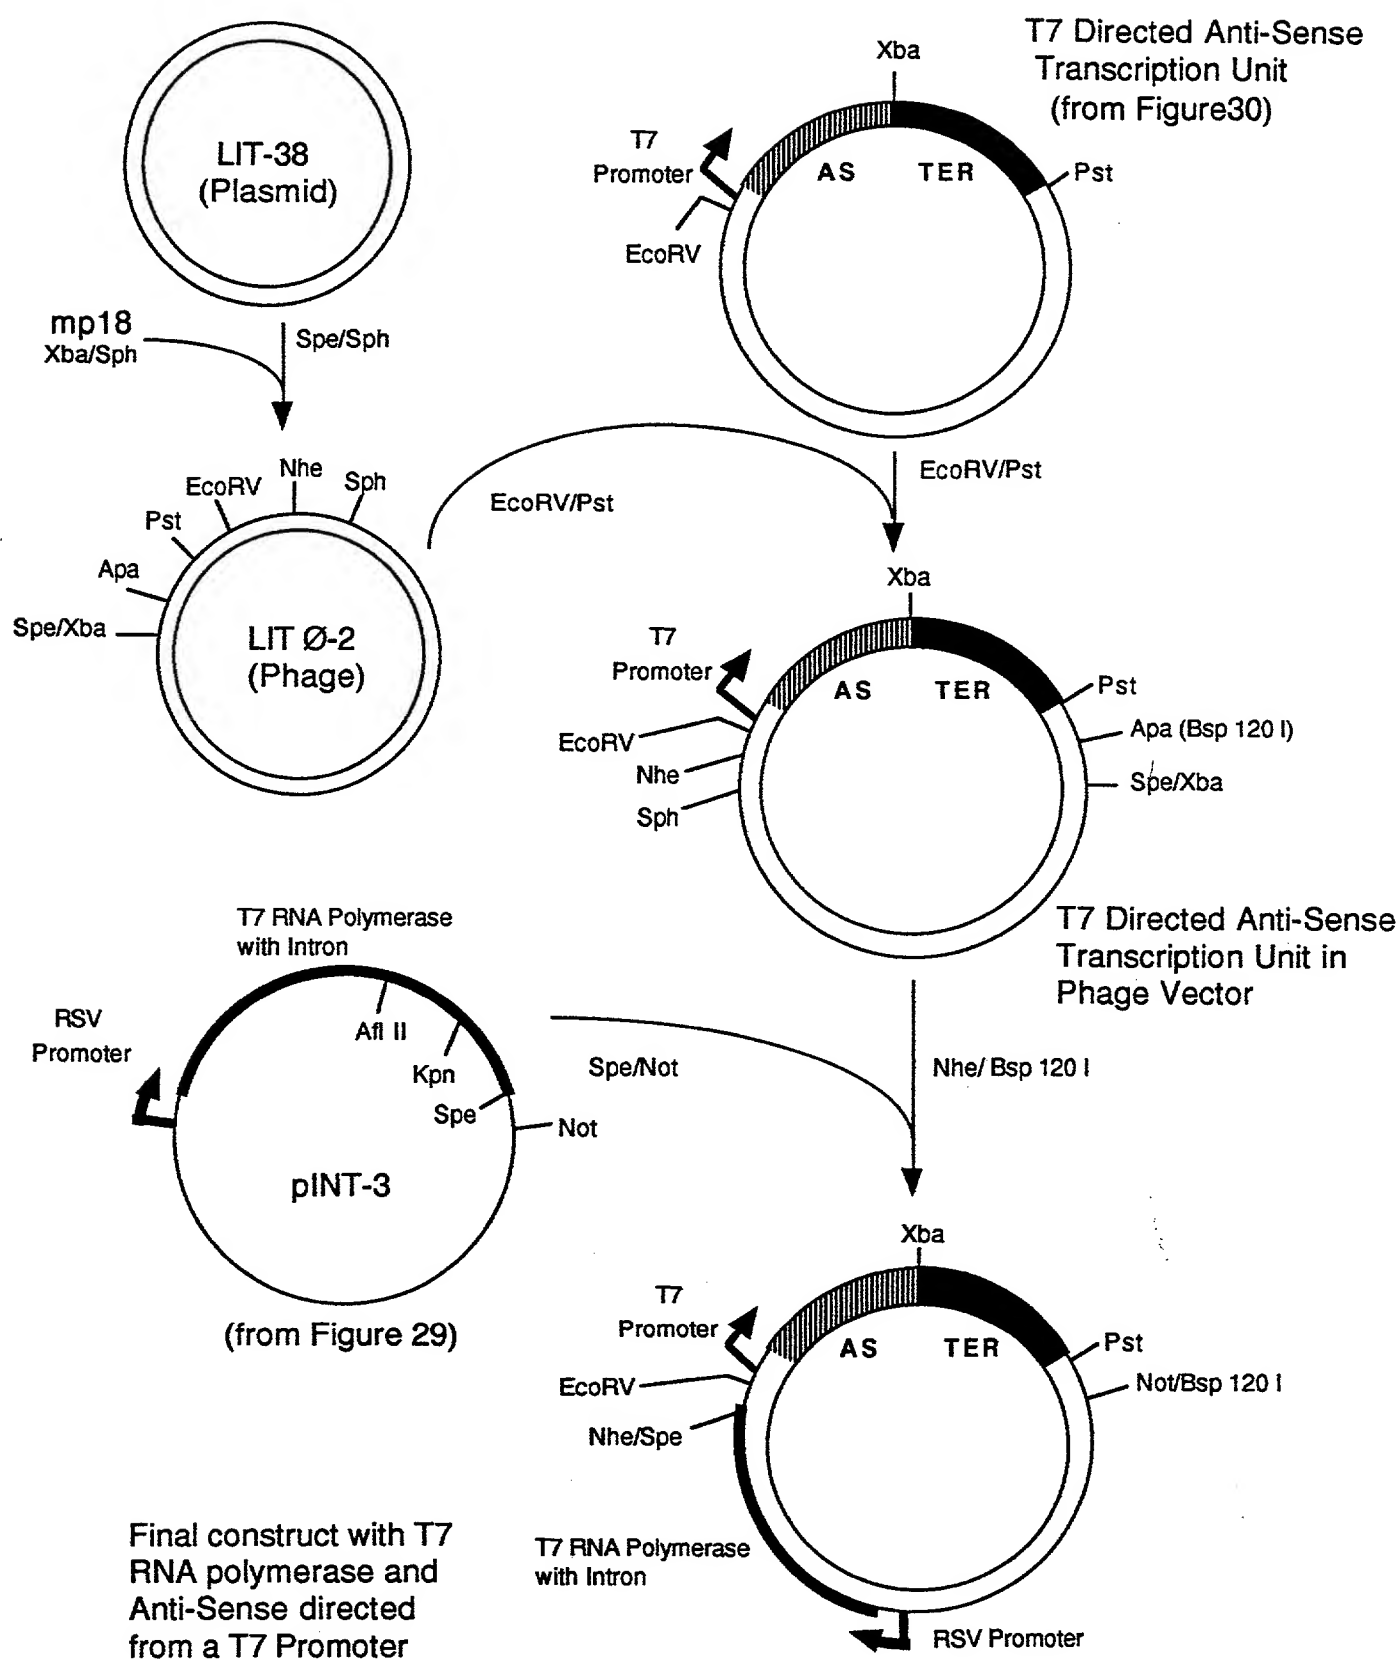 LIT-38
(Plasmid)
mp18
Xba/Sph
Spe/Sph
T7 Directed Anti-Sense
Transcription Unit
(from Figure30)
Xba
T7
Promoter
AS
TER
Pst
EcoRV
EcoRV/Pst
EcoRV/Pst
Nhe
Sph
EcoRV
Pst
Apa
Spe/Xba
LIT Ø-2
(Phage)
Xba
T7
Promoter
AS
TER
Pst
Apa (Bsp 120 I)
Spe/Xba
EcoRV
Nhe
Sph
T7 Directed Anti-Sense
Transcription Unit in
Phage Vector
T7 RNA Polymerase
with Intron
RSV
Promoter
Afl II
Kpn
Spe
Not
pINT-3
(from Figure 29)
Spe/Not
Nhe/ Bsp 120 I
Xba
T7
Promoter
AS
TER
Pst
Not/Bsp 120 I
EcoRV
Nhe/Spe
T7 RNA Polymerase
with Intron
RSV Promoter
Final construct with T7
RNA polymerase and
Anti-Sense directed
from a T7 Promoter